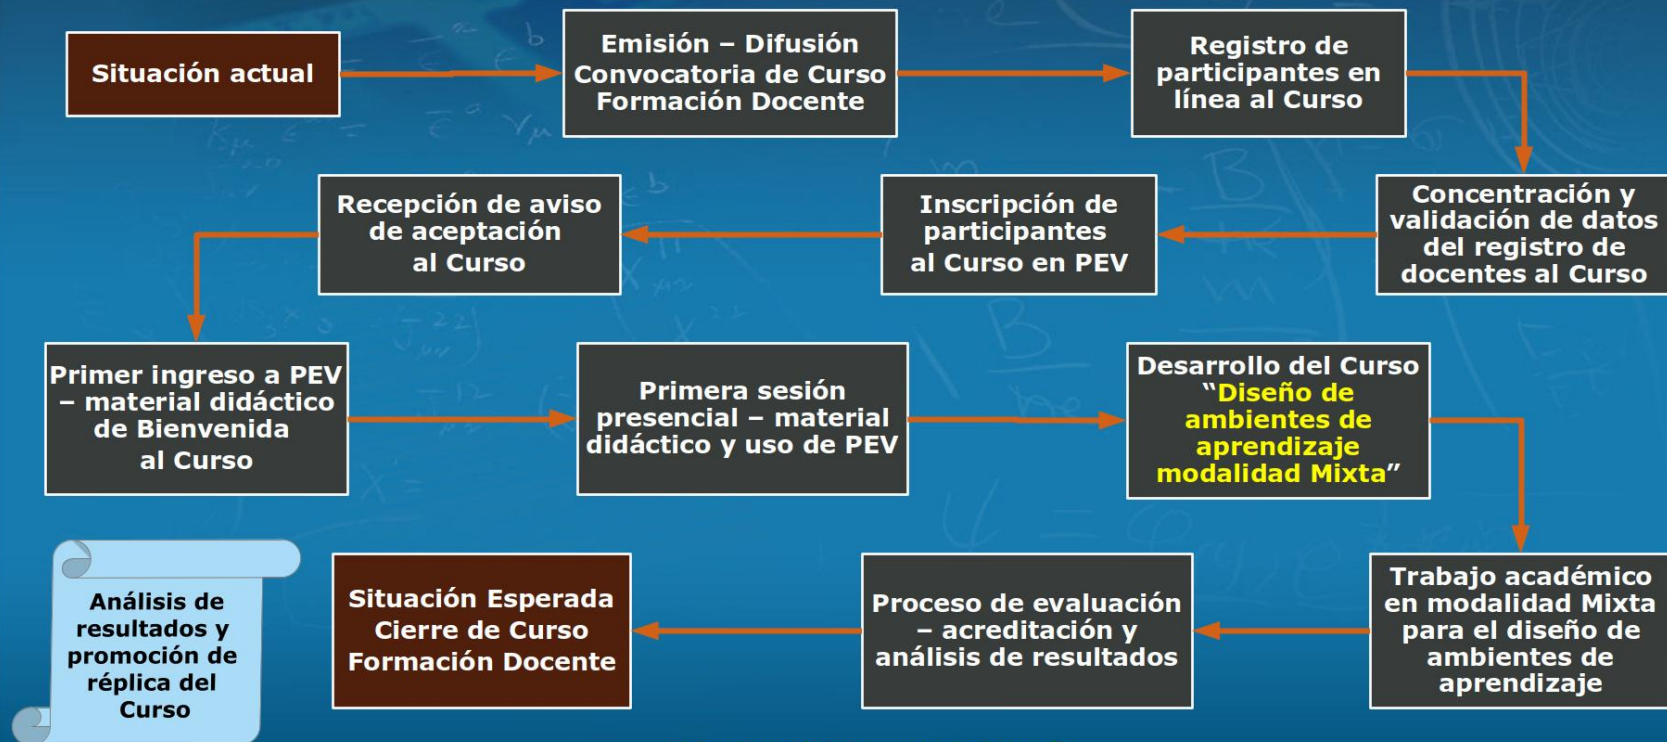 Situación actual
Emisión – Difusión
Convocatoria de Curso
Formación Docente
Registro de
participantes en
línea al Curso
Concentración y
validación de datos
del registro de
docentes al Curso
Inscripción de
participantes
al Curso en PEV
Recepción de aviso
de aceptación
al Curso
Primer ingreso a PEV
– material didáctico
de Bienvenida
al Curso
Primera sesión
presencial – material
didáctico y uso de PEV
Desarrollo del Curso
“Diseño de
ambientes de
aprendizaje
modalidad Mixta”
Trabajo académico
en modalidad Mixta
para el diseño de
ambientes de
aprendizaje
Proceso de evaluación
– acreditación y
análisis de resultados
Situación Esperada
Cierre de Curso
Formación Docente
Análisis de
resultados y
promoción de
réplica del
Curso